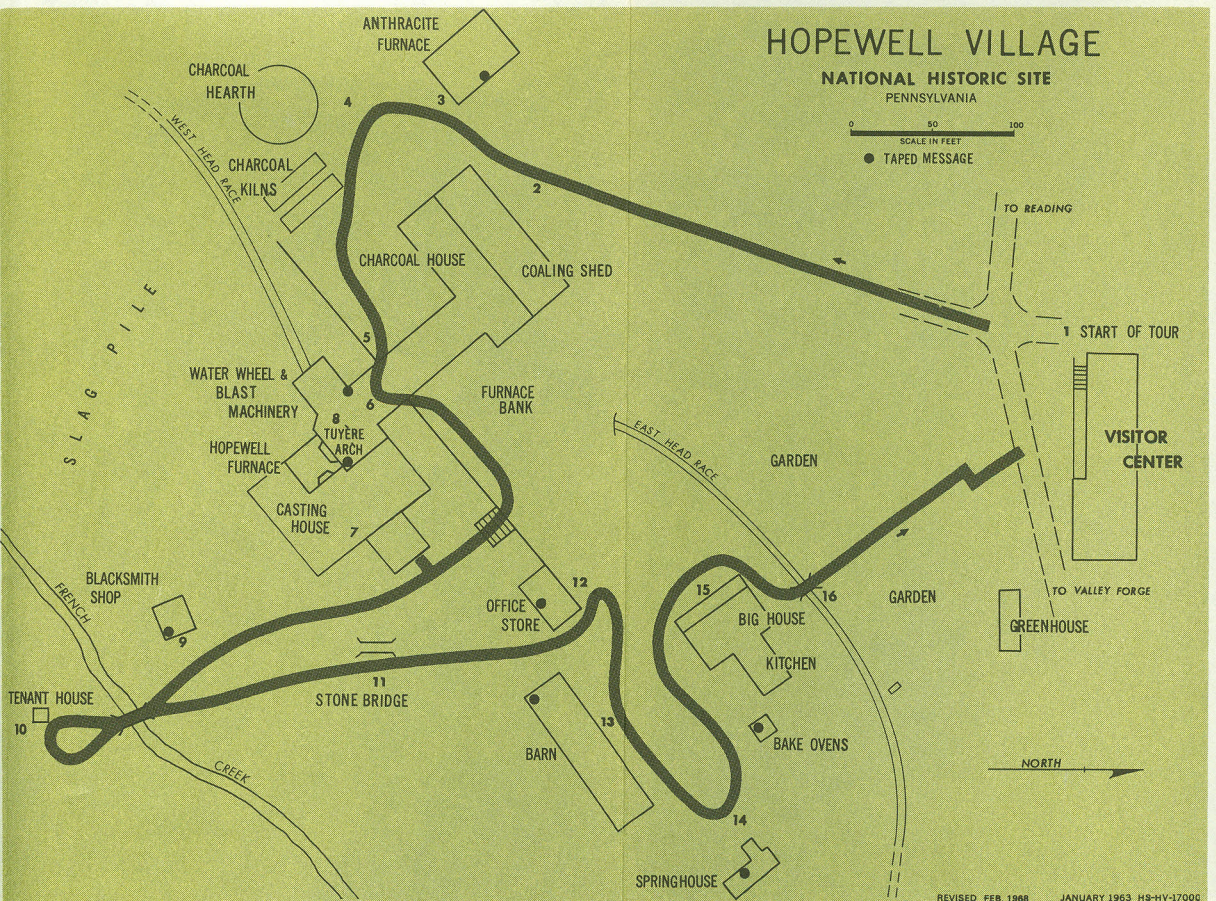 HOPEWELL VILLAGE
NATIONAL HISTORIC SITE
PENNSYLVANIA
0 50 100
SCALE IN FEET
TAPED MESSAGE
ANTHRACITE
FURNACE
CHARCOAL
HEARTH
4
3
WEST HEAD RACE
CHARCOAL
KILNS
2
TO READING
CHARCOAL HOUSE
COALING SHED
SLAG PILE
5
1 START OF TOUR
WATER WHEEL &
BLAST
MACHINERY
6
FURNACE
BANK
8
TUYERE
ARCH
HOPEWELL
FURNACE
EAST HEAD RACE
GARDEN
VISITOR
CENTER
CASTING
HOUSE
7
BLACKSMITH
SHOP
9
FRENCH
CREEK
OFFICE
STORE
12
15
16
GARDEN
TO VALLEY FORGE
GREENHOUSE
BIG HOUSE
KITCHEN
TENANT HOUSE
10
11
STONE BRIDGE
13
BARN
BAKE OVENS
NORTH
14
SPRINGHOUSE
REVISED FEB. 1968 JANUARY 1963 HS-HV-17000